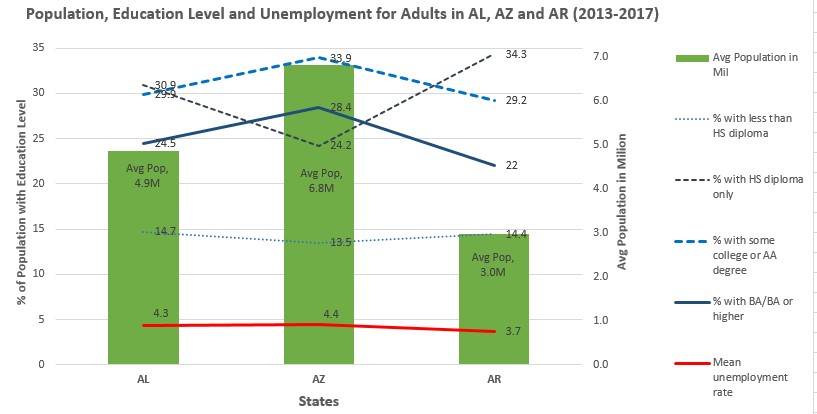 Population, Education Level and Unemployment for Adults in AL, AZ and AR (2013-2017)
% of Population with Education Level
35
30
25
20
15
10
5
0
30.9
29.9
24.5
Avg Pop,
4.9M
14.7
4.3
33.9
28.4
24.2
Avg Pop,
6.8M
13.5
4.4
34.3
29.2
22
14.4
Avg Pop,
3.0M
3.7
AL
AZ
AR
States
7.0
6.0
5.0
4.0
3.0
2.0
1.0
0.0
Avg Population in Millon
Avg Population in
Mil
% with less than
HS diploma
% with HS diploma
only
% with some
college or AA
degree
% with BA/BA or
higher
Mean
unemployment
rate